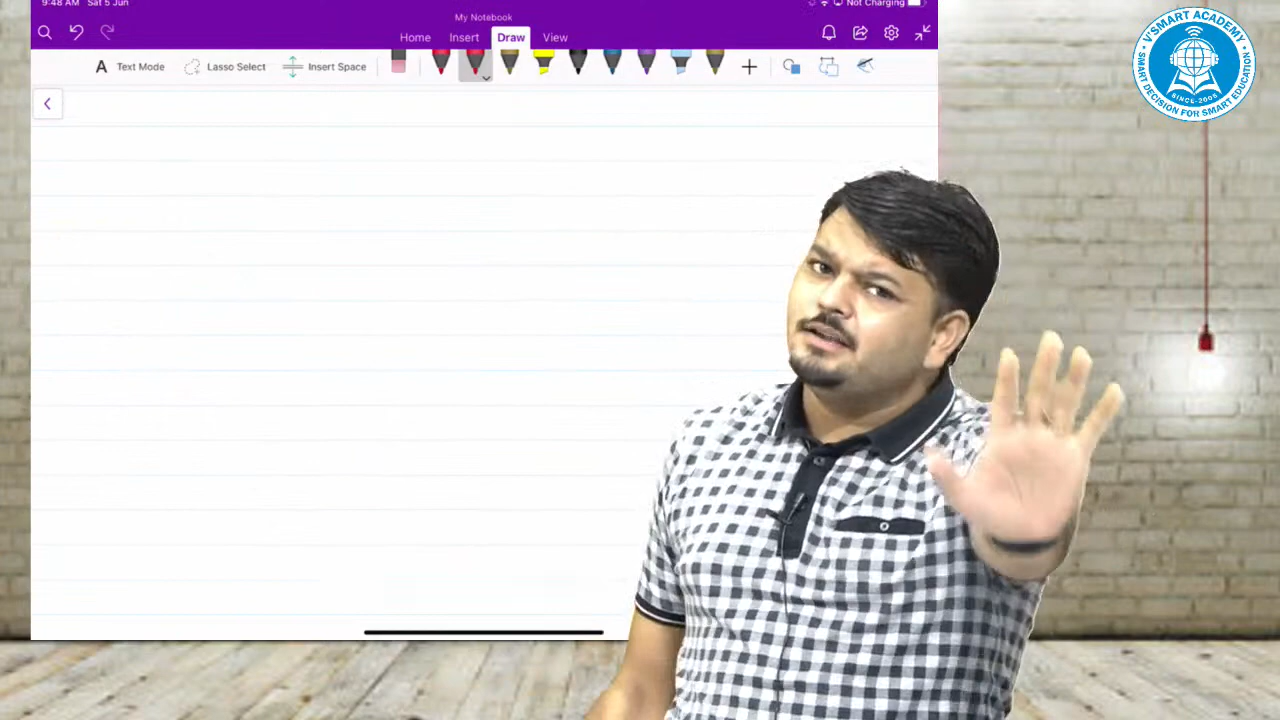 9:48 AM Sat 5 Jun
Not Charging
My Notebook
Home Insert Draw View
A Text Mode Lasso Select Insert Space
V'SMART ACADEMY
SINCE-2005
SMART DECISION FOR SMART EDUCATION